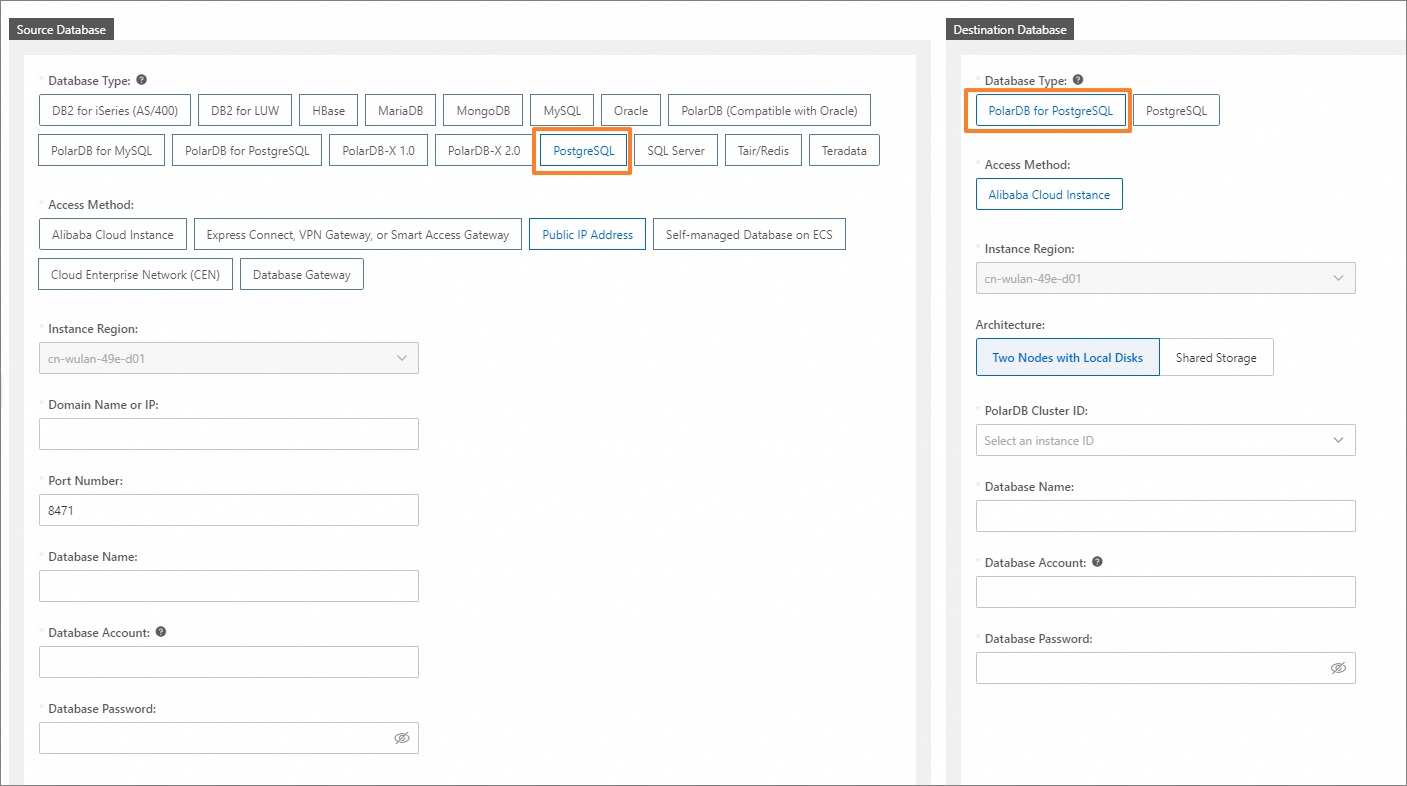 Source Database
* Database Type:
DB2 for iSeries (AS/400) DB2 for LUW HBase MariaDB MongoDB MySQL Oracle PolarDB (Compatible with Oracle)
PolarDB for MySQL PolarDB for PostgreSQL PolarDB-X 1.0 PolarDB-X 2.0 PostgreSQL SQL Server Tair/Redis Teradata
* Access Method:
Alibaba Cloud Instance Express Connect, VPN Gateway, or Smart Access Gateway Public IP Address Self-managed Database on ECS
Cloud Enterprise Network (CEN) Database Gateway
* Instance Region:
cn-wulan-49e-d01
* Domain Name or IP:
* Port Number:
8471
* Database Name:
* Database Account:
* Database Password:
Destination Database
* Database Type:
PolarDB for PostgreSQL PostgreSQL
* Access Method:
Alibaba Cloud Instance
* Instance Region:
cn-wulan-49e-d01
Architecture:
Two Nodes with Local Disks Shared Storage
* PolarDB Cluster ID:
Select an instance ID
* Database Name:
* Database Account:
* Database Password: